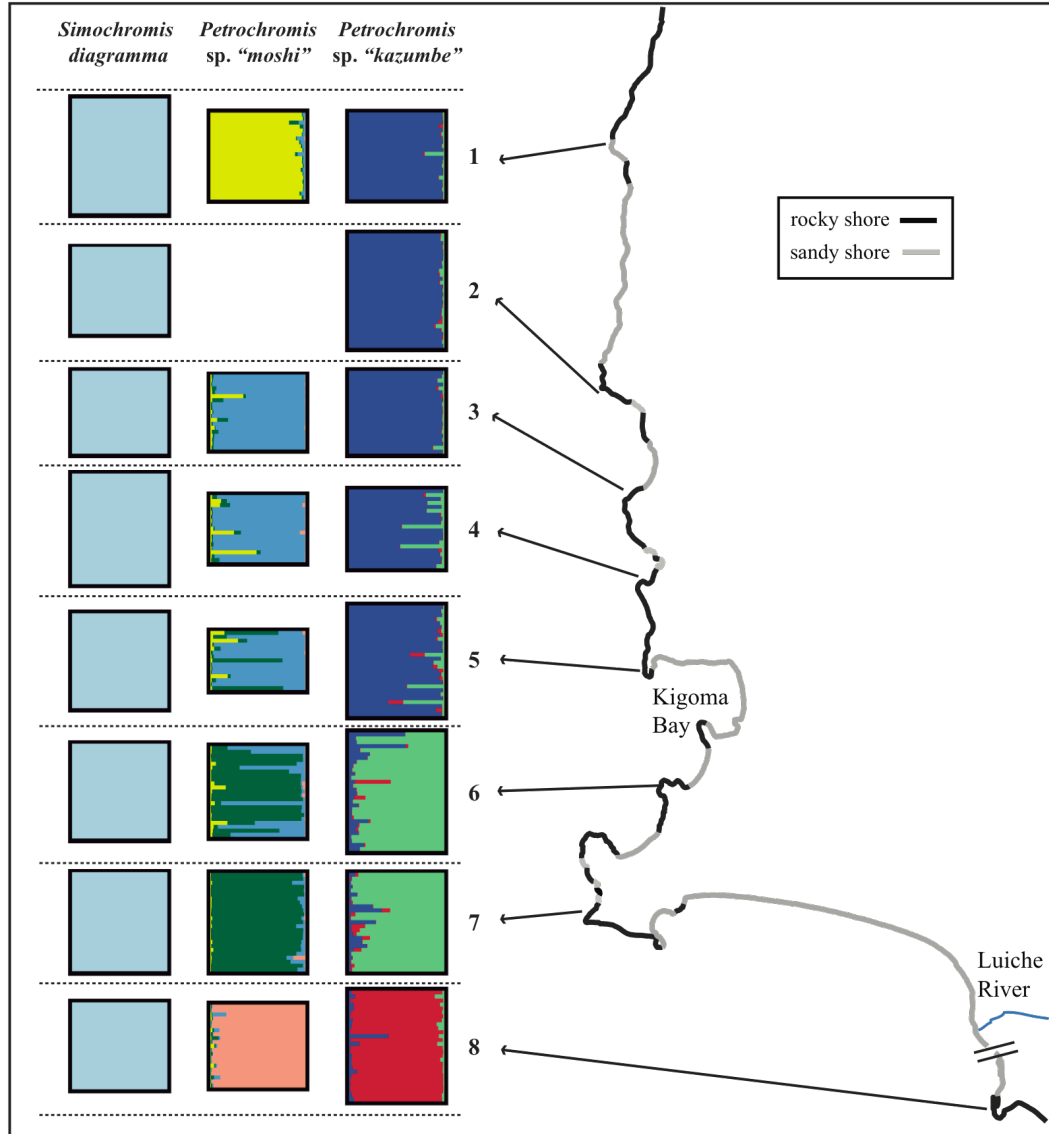 Simochromis
diagramma
Petrochromis
sp. “moshi”
Petrochromis
sp. “kazumbe”
1
2
3
4
5
6
7
8
rocky shore
sandy shore
Kigoma
Bay
Luiche
River